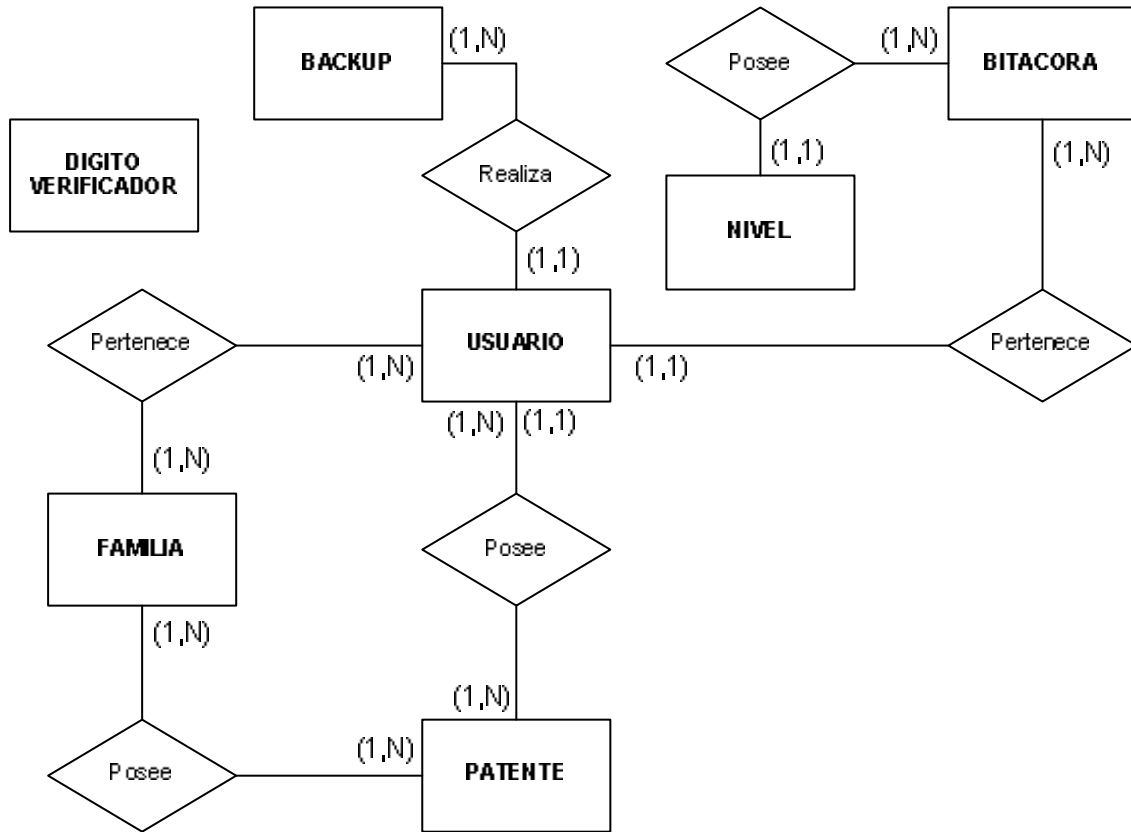 BACKUP
(1,N)
Posee
(1,N)
BITACORA
DIGITO
VERIFICADOR
Realiza
(1,1)
(1,N)
NIVEL
(1,1)
Pertenece
(1,N)
USUARIO
(1,1)
Pertenece
(1,N)
(1,1)
(1,N)
FAMILIA
Posee
(1,N)
(1,N)
Posee
(1,N)
PATENTE